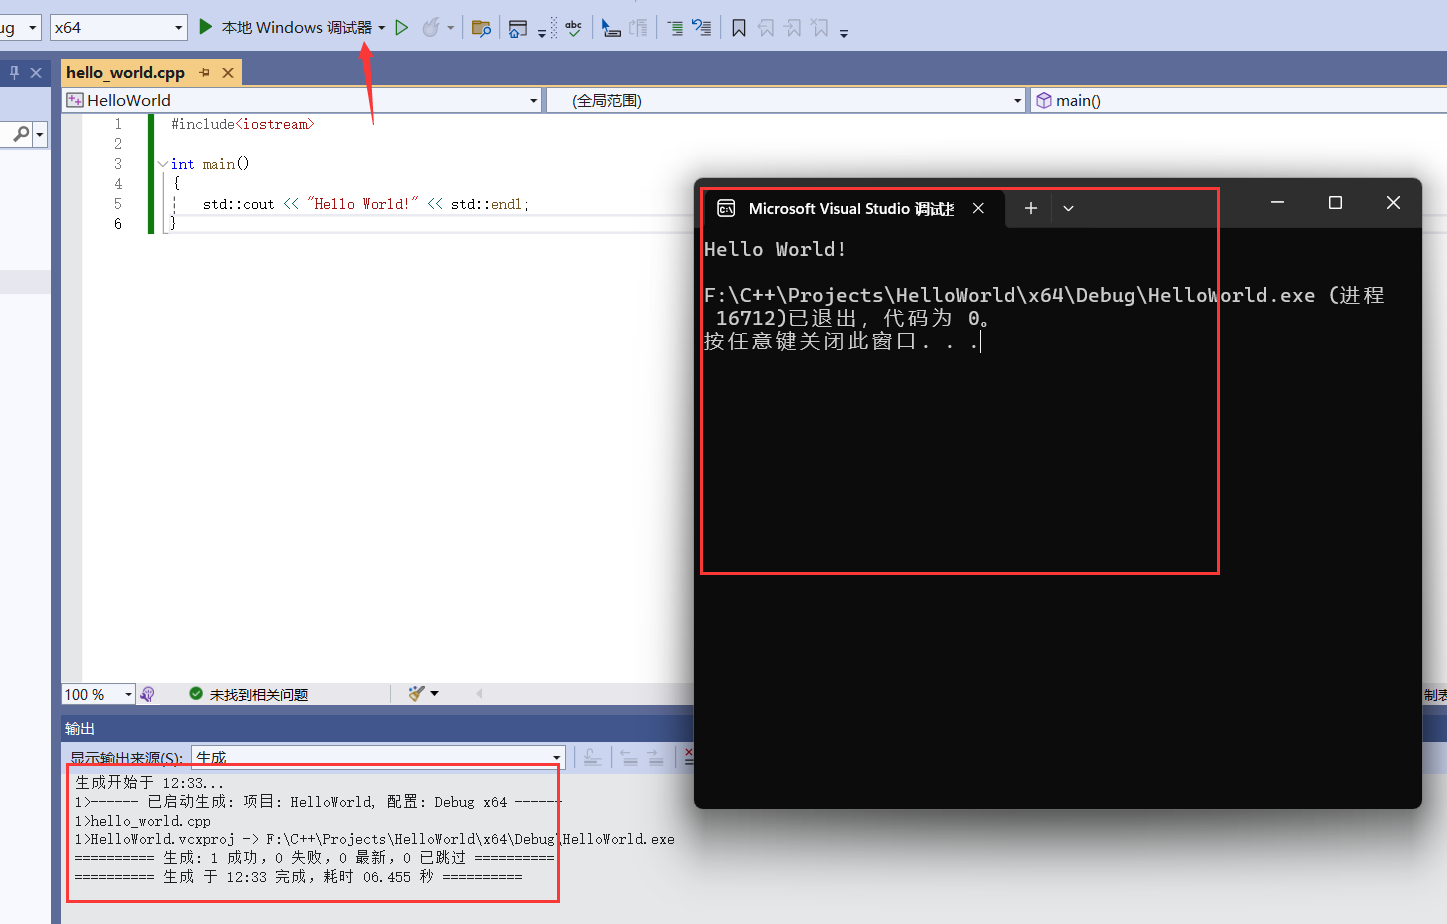 ug x64 本地 Windows 调试器
hello_world.cpp
HelloWorld (全局范围) main()
1 #include<iostream>
2
3 int main()
4 {
5 std::cout << "Hello World!" << std::endl;
6 }
Microsoft Visual Studio 调试控
Hello World!
F:\C++\Projects\HelloWorld\x64\Debug\HelloWorld.exe (进程
16712)已退出，代码为 0。
按任意键关闭此窗口. . .
100 % 未找到相关问题 制表
输出
显示输出来源(S): 生成
生成开始于 12:33...
1>------ 已启动生成: 项目: HelloWorld, 配置: Debug x64 ------
1>hello_world.cpp
1>HelloWorld.vcxproj -> F:\C++\Projects\HelloWorld\x64\Debug\HelloWorld.exe
========== 生成: 1 成功，0 失败，0 最新，0 已跳过 ==========
========== 生成 于 12:33 完成，耗时 06.455 秒 ==========